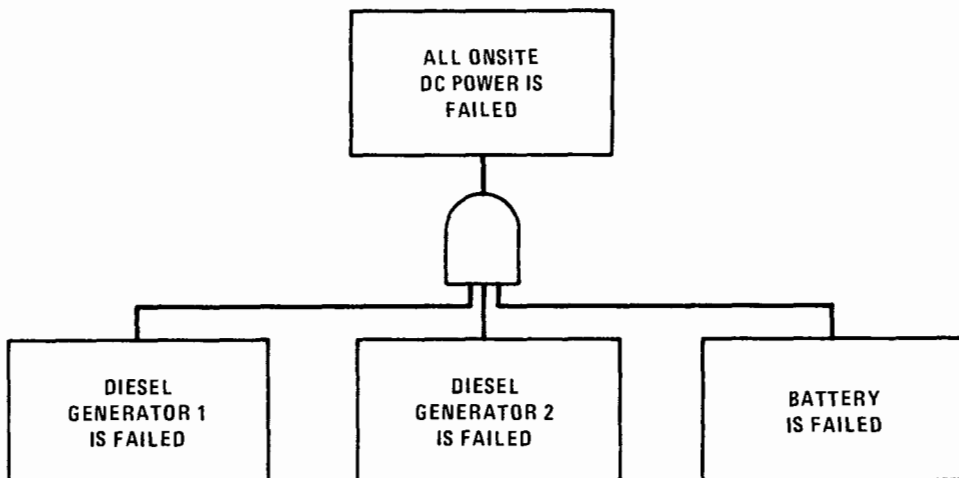 ALL ONSITE
DC POWER IS
FAILED
DIESEL
GENERATOR 1
IS FAILED
DIESEL
GENERATOR 2
IS FAILED
BATTERY
IS FAILED